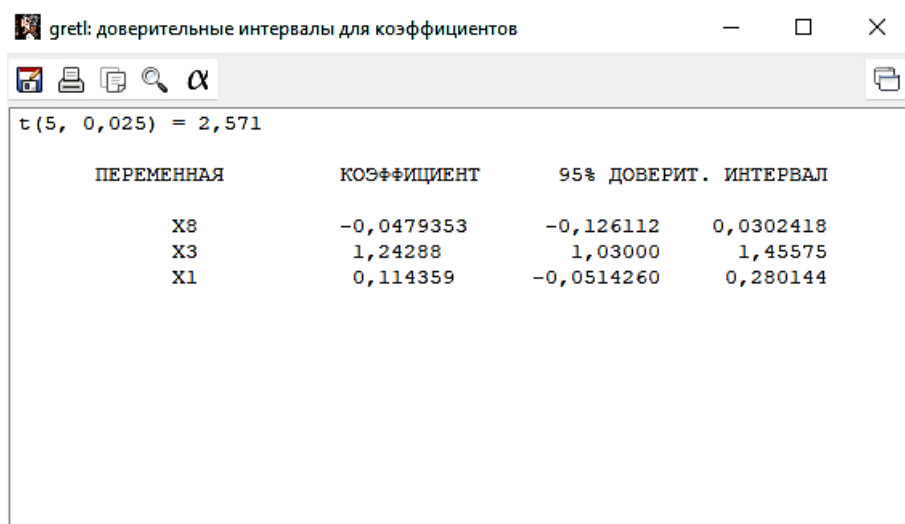 gretl: доверительные интервалы для коэффициентов
α
t(5, 0,025) = 2,571
ПЕРЕМЕННАЯ КОЭФФИЦИЕНТ 95% ДОВЕРИТ. ИНТЕРВАЛ
X8 -0,0479353 -0,126112 0,0302418
X3 1,24288 1,03000 1,45575
X1 0,114359 -0,0514260 0,280144